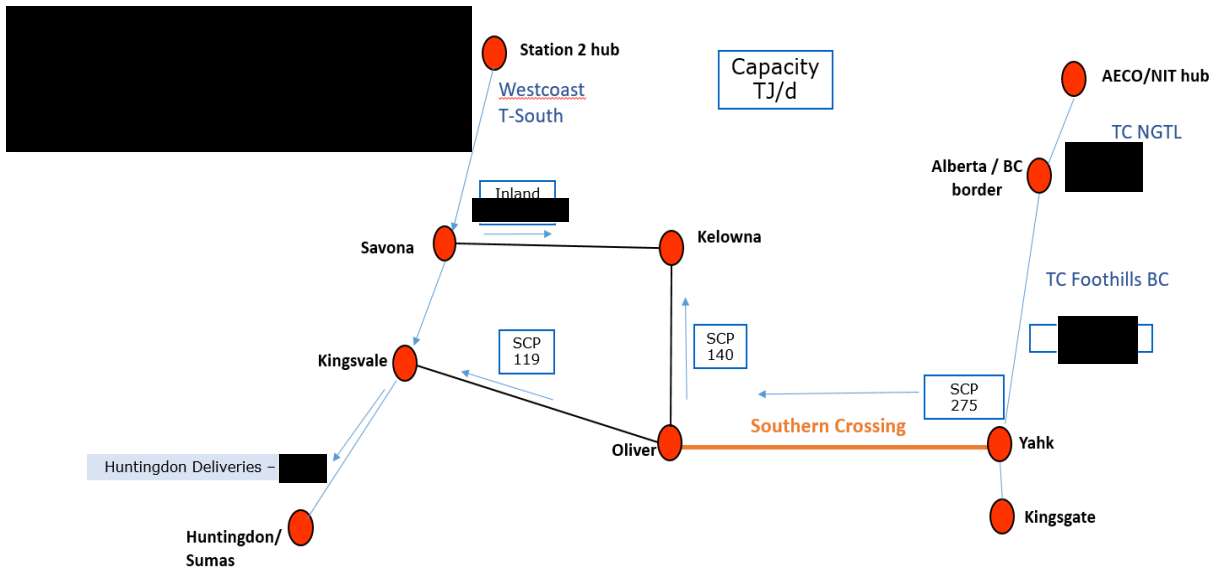 Station 2 hub
Westcoast
T-South
Capacity
TJ/d
AECO/NIT hub
TC NGTL
Alberta / BC
border
Inland
Savona
Kelowna
TC Foothills BC
Kingsvale
SCP
119
SCP
140
SCP
275
Southern Crossing
Oliver
Yahk
Huntingdon Deliveries –
Kingsgate
Huntingdon/
Sumas